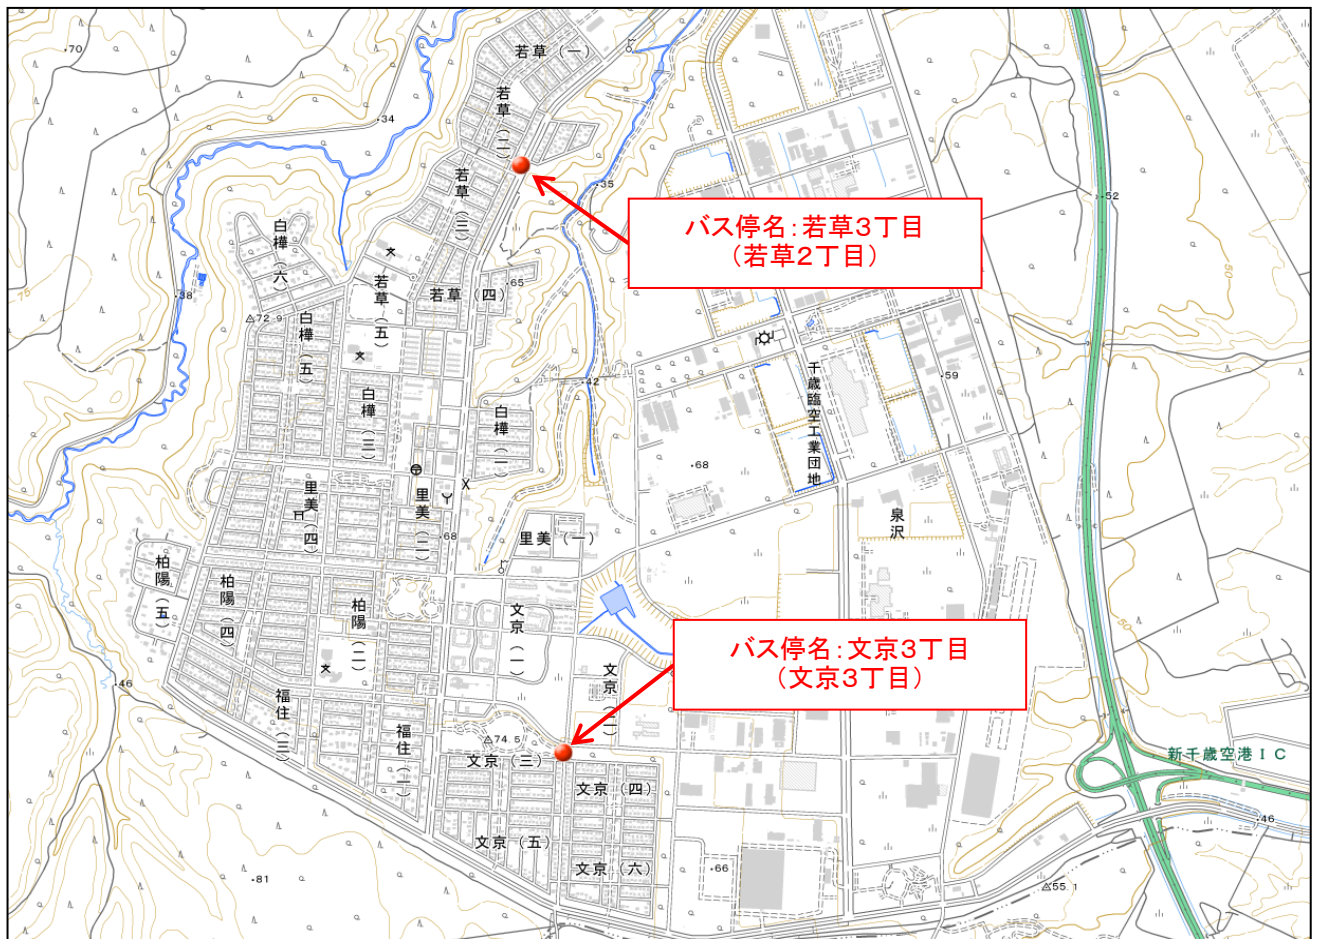 若草（一）
若草（二）
若草（三）
若草（四）
若草（五）
白樺（六）
白樺（五）
白樺（三）
白樺（一）
里美（四）
里美（二）
里美（一）
柏陽（五）
柏陽（四）
柏陽（二）
福住（三）
福住（一）
文京（一）
文京（二）
文京（三）
文京（四）
文京（五）
文京（六）
千歳臨空工業団地
泉沢
新千歳空港ＩＣ
バス停名：若草３丁目
（若草２丁目）
バス停名：文京３丁目
（文京３丁目）
70
34
35
52
50
75
38
72.9
65
42
59
68
68
46
74.5
50
46
81
66
55.1